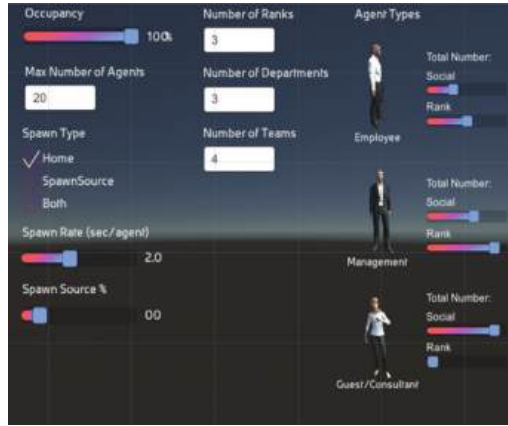 Occupancy
100%
Max Number of Agents
20
Spawn Type
Home
SpawnSource
Both
Spawn Rate (sec/agent)
2.0
Spawn Source %
00
Number of Ranks
3
Number of Departments
3
Number of Teams
4
Agent Types
Employee
Total Number:
Social
Rank
Management
Total Number:
Social
Rank
Guest/Consultant
Total Number:
Social
Rank